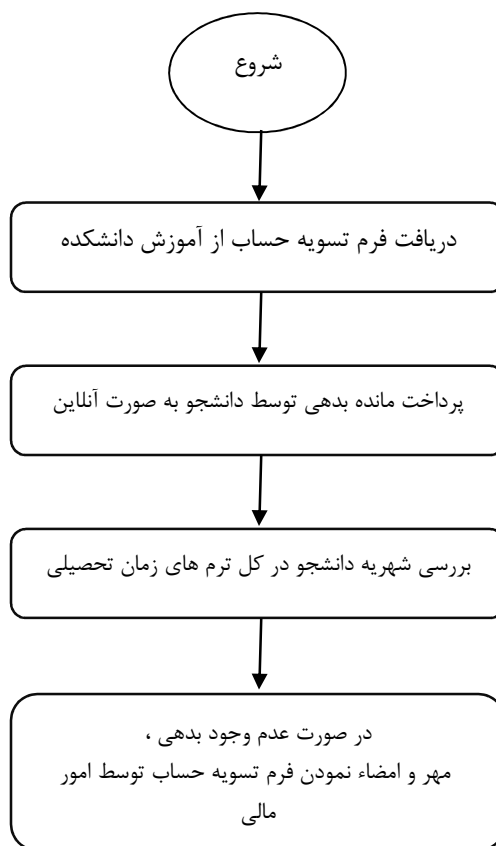 شروع
دریافت فرم تسویه حساب از آموزش دانشکده
پرداخت مانده بدهی توسط دانشجو به صورت آنلاین
بررسی شهریه دانشجو در کل ترم های زمان تحصیلی
در صورت عدم وجود بدهی ،
مهر و امضاء نمودن فرم تسویه حساب توسط امور
مالی